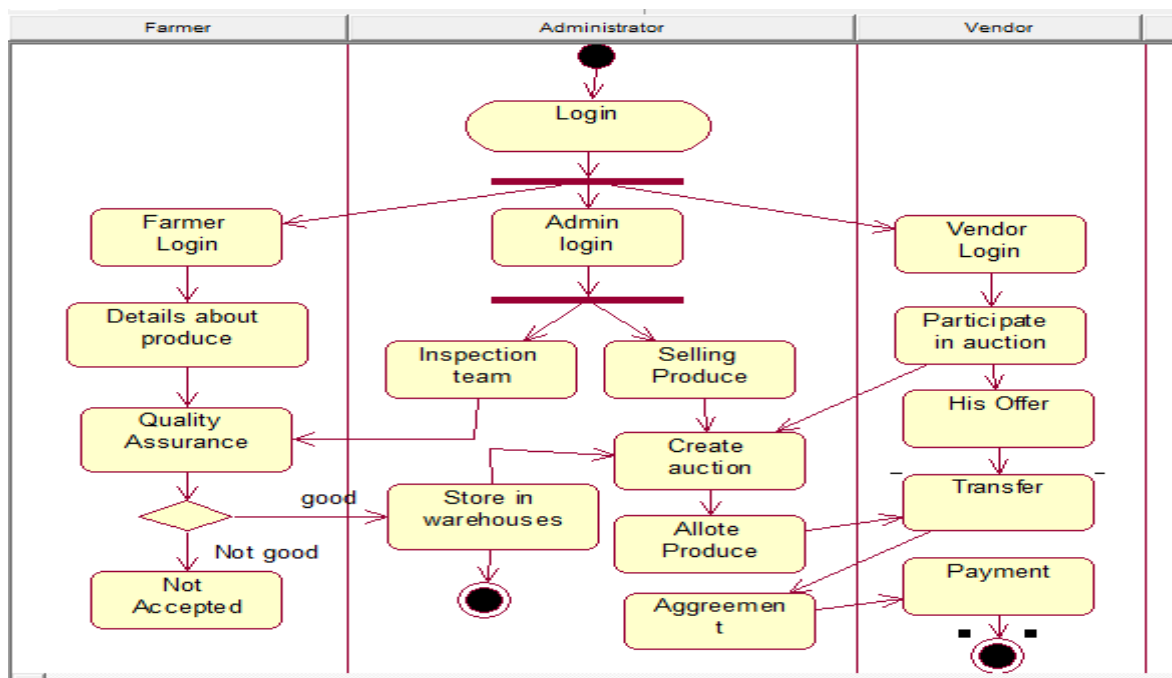 Farmer
Administrator
Vendor
Login
Farmer
Login
Admin
login
Vendor
Login
Details about
produce
Inspection
team
Selling
Produce
Participate
in auction
Quality
Assurance
His Offer
Create
auction
good
Store in
warehouses
Transfer
Allote
Produce
Not good
Not
Accepted
Aggreemen
t
Payment